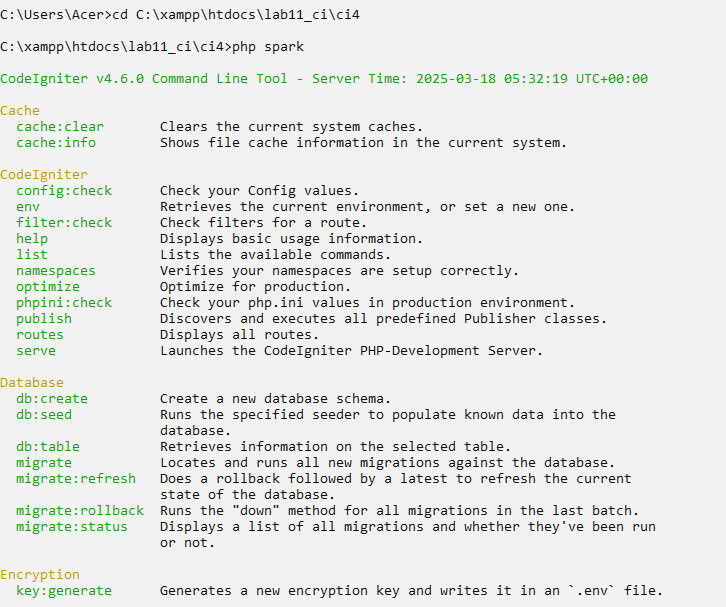 C:\Users\Acer>cd C:\xampp\htdocs\lab11_ci\ci4
C:\xampp\htdocs\lab11_ci\ci4>php spark
CodeIgniter v4.6.0 Command Line Tool - Server Time: 2025-03-18 05:32:19 UTC+00:00
Cache
cache:clear Clears the current system caches.
cache:info Shows file cache information in the current system.
CodeIgniter
config:check Check your Config values.
env Retrieves the current environment, or set a new one.
filter:check Check filters for a route.
help Displays basic usage information.
list Lists the available commands.
namespaces Verifies your namespaces are setup correctly.
optimize Optimize for production.
phpini:check Check your php.ini values in production environment.
publish Discovers and executes all predefined Publisher classes.
routes Displays all routes.
serve Launches the CodeIgniter PHP-Development Server.
Database
db:create Create a new database schema.
db:seed Runs the specified seeder to populate known data into the
database.
db:table Retrieves information on the selected table.
migrate Locates and runs all new migrations against the database.
migrate:refresh Does a rollback followed by a latest to refresh the current
state of the database.
migrate:rollback Runs the "down" method for all migrations in the last batch.
migrate:status Displays a list of all migrations and whether they've been run
or not.
Encryption
key:generate Generates a new encryption key and writes it in an `.env` file.